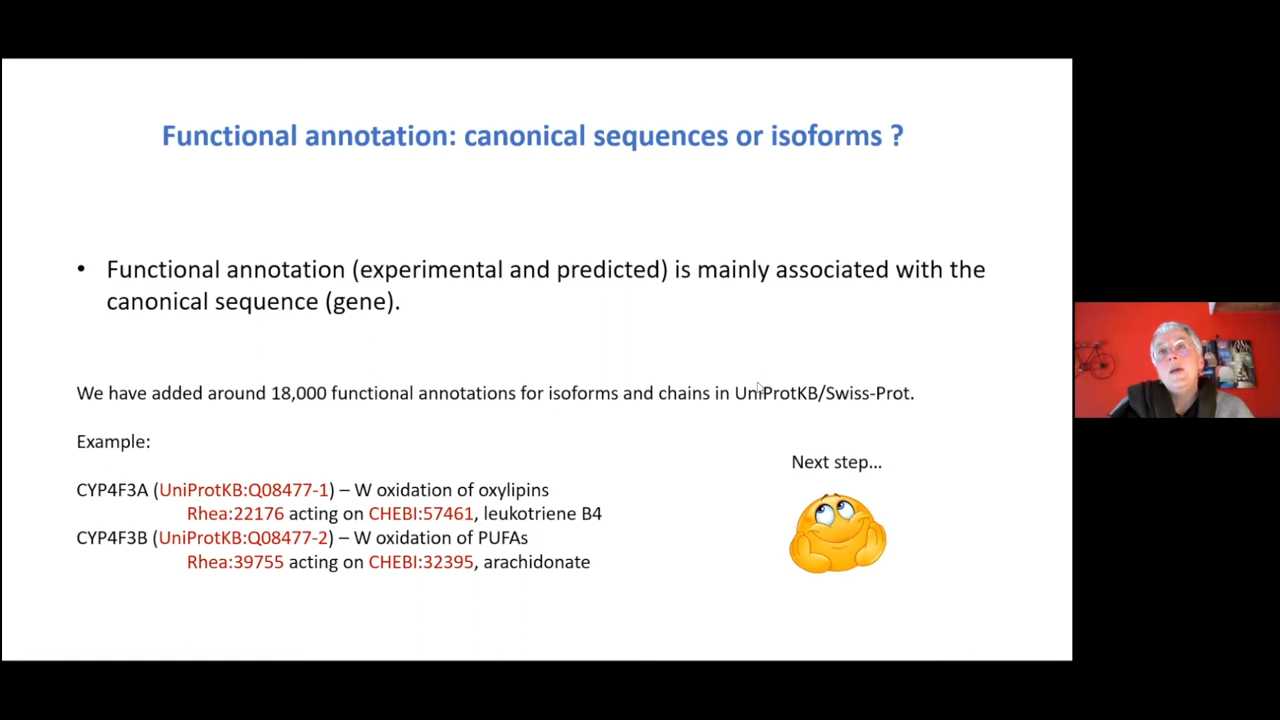 Functional annotation: canonical sequences or isoforms ?
• Functional annotation (experimental and predicted) is mainly associated with the
canonical sequence (gene).
We have added around 18,000 functional annotations for isoforms and chains in UniProtKB/Swiss-Prot.
Example:
Next step...
CYP4F3A (UniProtKB:Q08477-1) – W oxidation of oxylipins
Rhea:22176 acting on CHEBI:57461, leukotriene B4
CYP4F3B (UniProtKB:Q08477-2) – W oxidation of PUFAs
Rhea:39755 acting on CHEBI:32395, arachidonate